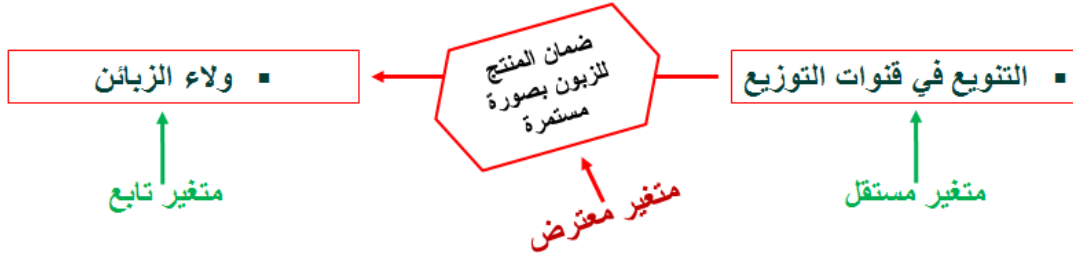 ▪ التنويع في قنوات التوزيع
ضمان المنتج
للزبون بصورة
مستمرة
▪ ولاء الزبائن
متغير مستقل
متغير معترض
متغير تابع